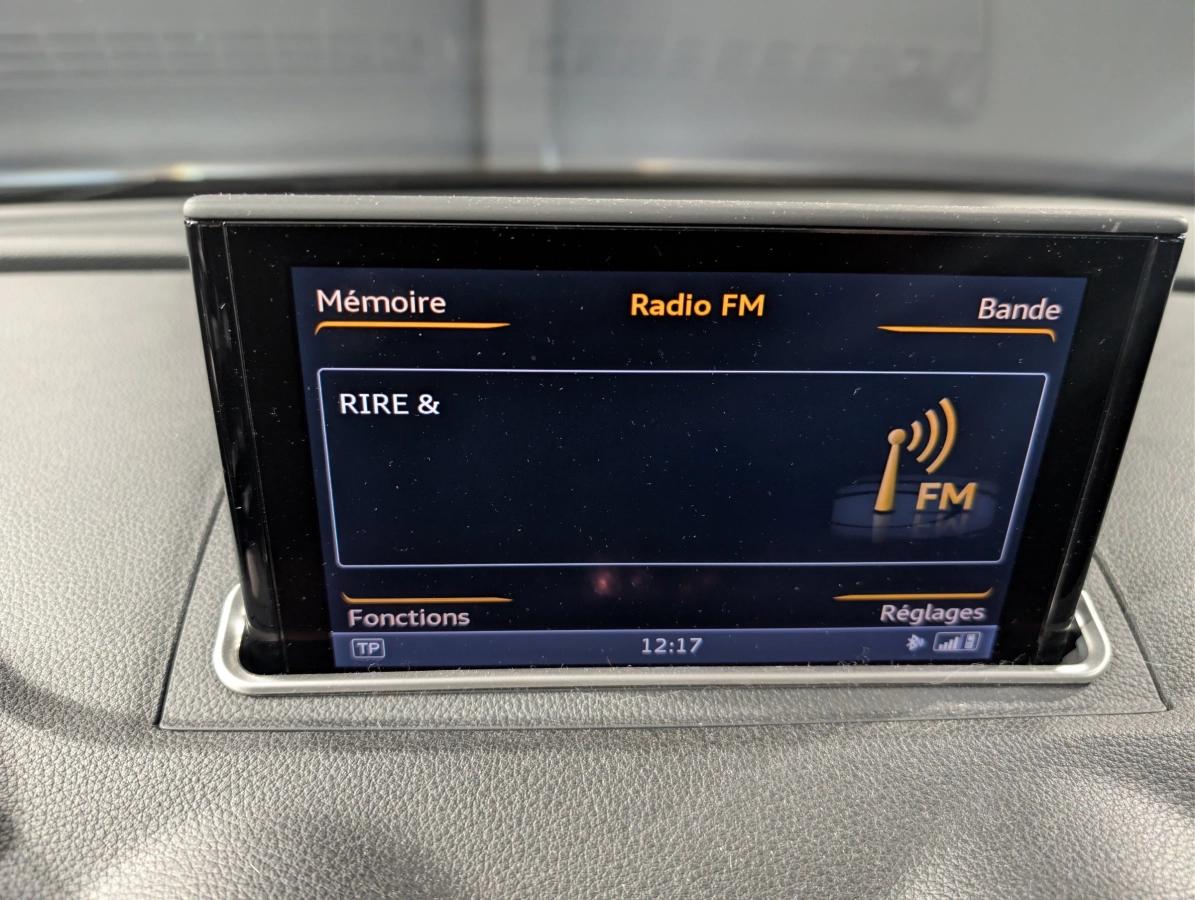 Mémoire Radio FM Bande
RIRE &
FM
Fonctions Réglages
TP 12:17